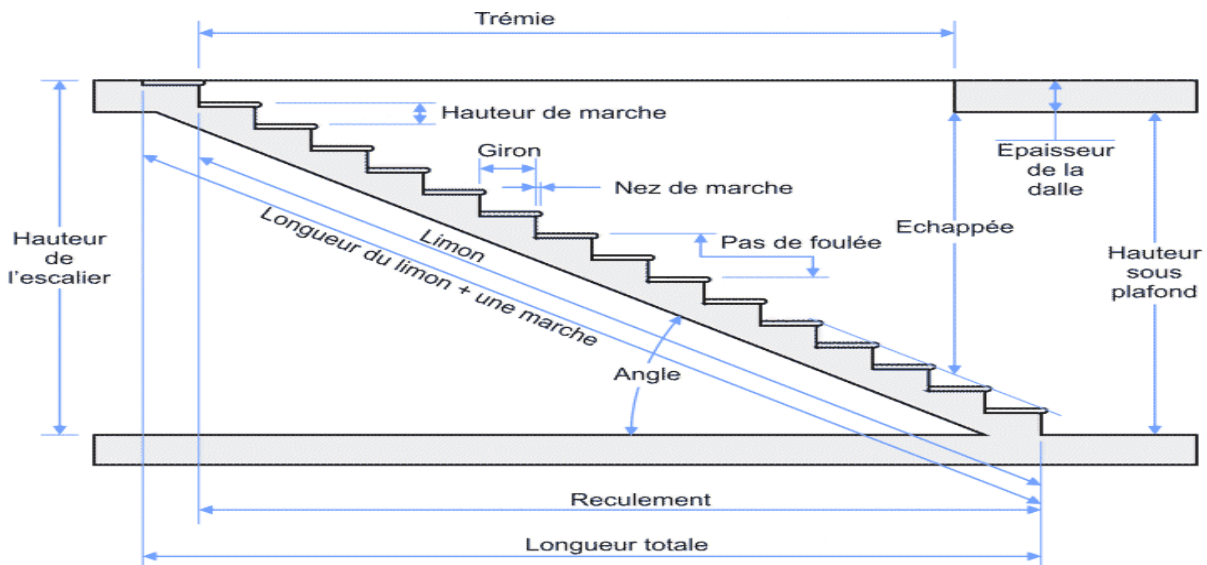 Trémie
Hauteur de marche
Giron
Nez de marche
Epaisseur
de la
dalle
Hauteur
de
l'escalier
Limon
Longueur du limon + une marche
Pas de foulée
Echappée
Hauteur
sous
plafond
Angle
Reculement
Longueur totale